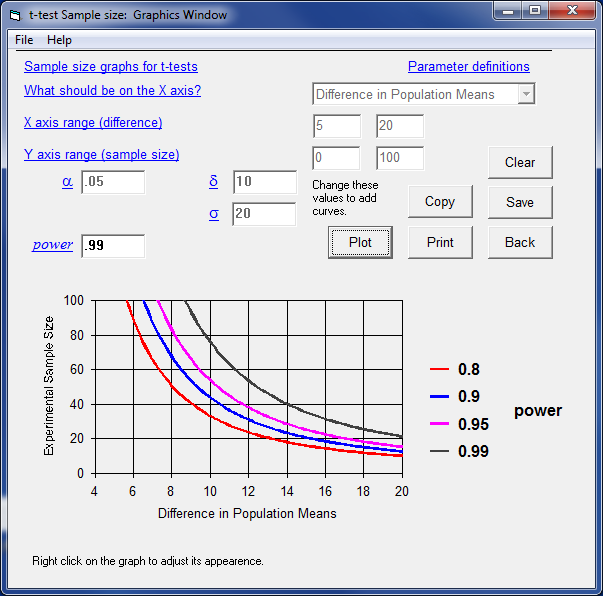 t-test Sample size: Graphics Window
File Help
Sample size graphs for t-tests
Parameter definitions
What should be on the X axis?
Difference in Population Means
X axis range (difference)
5 20
Y axis range (sample size)
0 100
Clear
α .05
δ 10
Change these
values to add
curves.
σ 20
Copy
Save
power .99
Plot
Print
Back
Experimental Sample Size
100
80
60
40
20
0
4 6 8 10 12 14 16 18 20
Difference in Population Means
0.8
0.9
0.95
0.99
power
Right click on the graph to adjust its appearence.